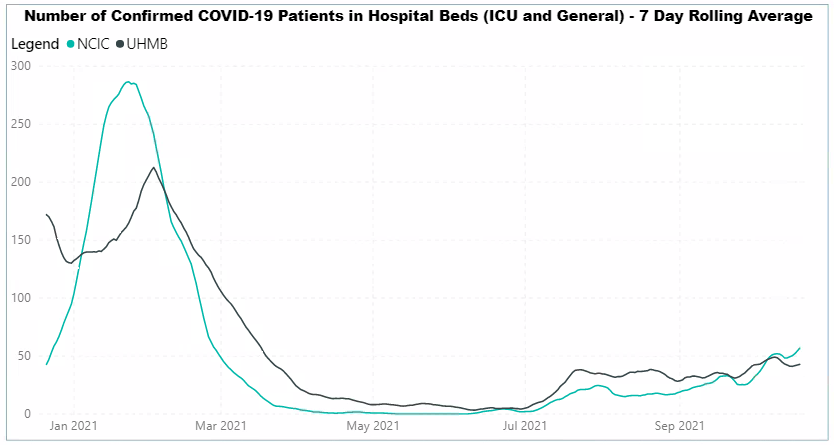 Number of Confirmed COVID-19 Patients in Hospital Beds (ICU and General) - 7 Day Rolling Average
Legend NCIC UHMB
300
250
200
150
100
50
0
Jan 2021 Mar 2021 May 2021 Jul 2021 Sep 2021